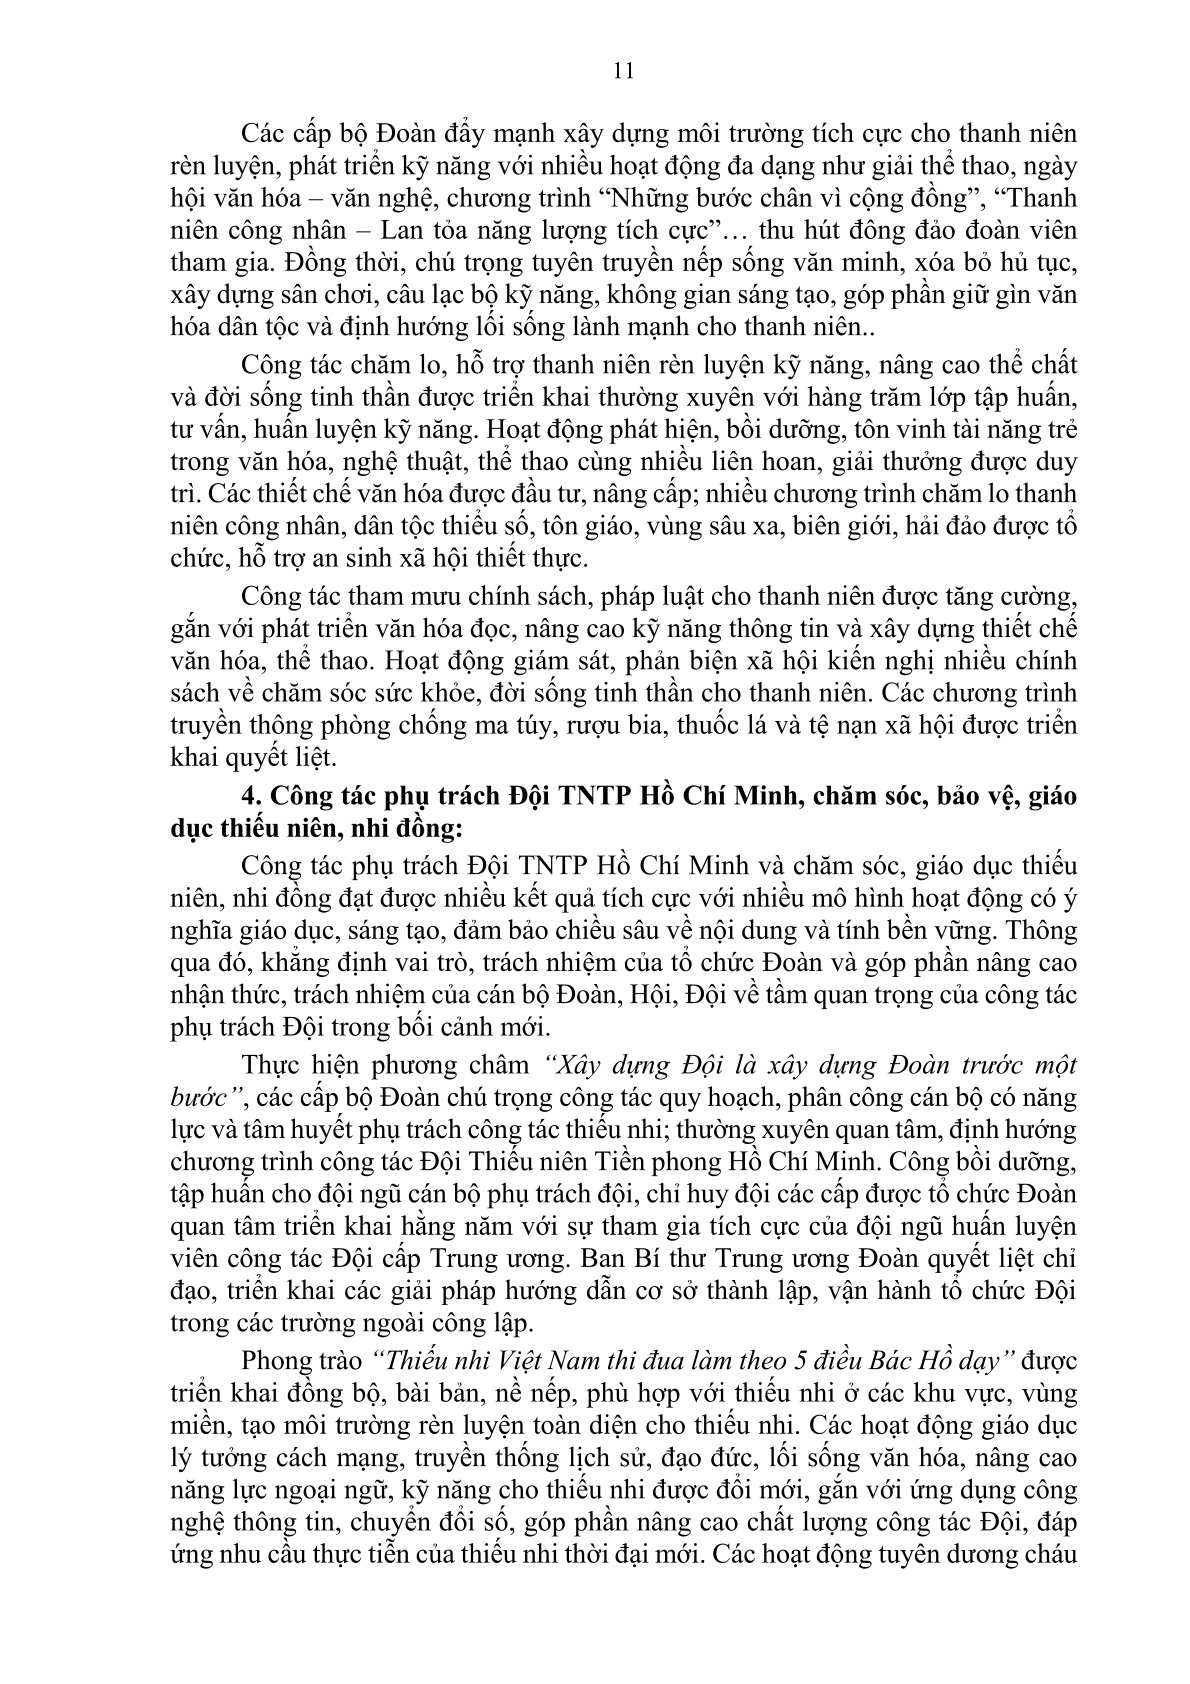 11
Các cấp bộ Đoàn đẩy mạnh xây dựng môi trường tích cực cho thanh niên
rèn luyện, phát triển kỹ năng với nhiều hoạt động đa dạng như giải thể thao, ngày
hội văn hóa – văn nghệ, chương trình “Những bước chân vì cộng đồng”, “Thanh
niên công nhân – Lan tỏa năng lượng tích cực”… thu hút đông đảo đoàn viên
tham gia. Đồng thời, chú trọng tuyên truyền nếp sống văn minh, xóa bỏ hủ tục,
xây dựng sân chơi, câu lạc bộ kỹ năng, không gian sáng tạo, góp phần giữ gìn văn
hóa dân tộc và định hướng lối sống lành mạnh cho thanh niên..
Công tác chăm lo, hỗ trợ thanh niên rèn luyện kỹ năng, nâng cao thể chất
và đời sống tinh thần được triển khai thường xuyên với hàng trăm lớp tập huấn,
tư vấn, huấn luyện kỹ năng. Hoạt động phát hiện, bồi dưỡng, tôn vinh tài năng trẻ
trong văn hóa, nghệ thuật, thể thao cùng nhiều liên hoan, giải thưởng được duy
trì. Các thiết chế văn hóa được đầu tư, nâng cấp; nhiều chương trình chăm lo thanh
niên công nhân, dân tộc thiểu số, tôn giáo, vùng sâu xa, biên giới, hải đảo được tổ
chức, hỗ trợ an sinh xã hội thiết thực.
Công tác tham mưu chính sách, pháp luật cho thanh niên được tăng cường,
gắn với phát triển văn hóa đọc, nâng cao kỹ năng thông tin và xây dựng thiết chế
văn hóa, thể thao. Hoạt động giám sát, phản biện xã hội kiến nghị nhiều chính
sách về chăm sóc sức khỏe, đời sống tinh thần cho thanh niên. Các chương trình
truyền thông phòng chống ma túy, rượu bia, thuốc lá và tệ nạn xã hội được triển
khai quyết liệt.
4. Công tác phụ trách Đội TNTP Hồ Chí Minh, chăm sóc, bảo vệ, giáo
dục thiếu niên, nhi đồng:
Công tác phụ trách Đội TNTP Hồ Chí Minh và chăm sóc, giáo dục thiếu
niên, nhi đồng đạt được nhiều kết quả tích cực với nhiều mô hình hoạt động có ý
nghĩa giáo dục, sáng tạo, đảm bảo chiều sâu về nội dung và tính bền vững. Thông
qua đó, khẳng định vai trò, trách nhiệm của tổ chức Đoàn và góp phần nâng cao
nhận thức, trách nhiệm của cán bộ Đoàn, Hội, Đội về tầm quan trọng của công tác
phụ trách Đội trong bối cảnh mới.
Thực hiện phương châm “Xây dựng Đội là xây dựng Đoàn trước một
bước”, các cấp bộ Đoàn chú trọng công tác quy hoạch, phân công cán bộ có năng
lực và tâm huyết phụ trách công tác thiếu nhi; thường xuyên quan tâm, định hướng
chương trình công tác Đội Thiếu niên Tiền phong Hồ Chí Minh. Công bồi dưỡng,
tập huấn cho đội ngũ cán bộ phụ trách đội, chỉ huy đội các cấp được tổ chức Đoàn
quan tâm triển khai hằng năm với sự tham gia tích cực của đội ngũ huấn luyện
viên công tác Đội cấp Trung ương. Ban Bí thư Trung ương Đoàn quyết liệt chỉ
đạo, triển khai các giải pháp hướng dẫn cơ sở thành lập, vận hành tổ chức Đội
trong các trường ngoài công lập.
Phong trào “Thiếu nhi Việt Nam thi đua làm theo 5 điều Bác Hồ dạy” được
triển khai đồng bộ, bài bản, nề nếp, phù hợp với thiếu nhi ở các khu vực, vùng
miền, tạo môi trường rèn luyện toàn diện cho thiếu nhi. Các hoạt động giáo dục
lý tưởng cách mạng, truyền thống lịch sử, đạo đức, lối sống văn hóa, nâng cao
năng lực ngoại ngữ, kỹ năng cho thiếu nhi được đổi mới, gắn với ứng dụng công
nghệ thông tin, chuyển đổi số, góp phần nâng cao chất lượng công tác Đội, đáp
ứng nhu cầu thực tiễn của thiếu nhi thời đại mới. Các hoạt động tuyên dương cháu